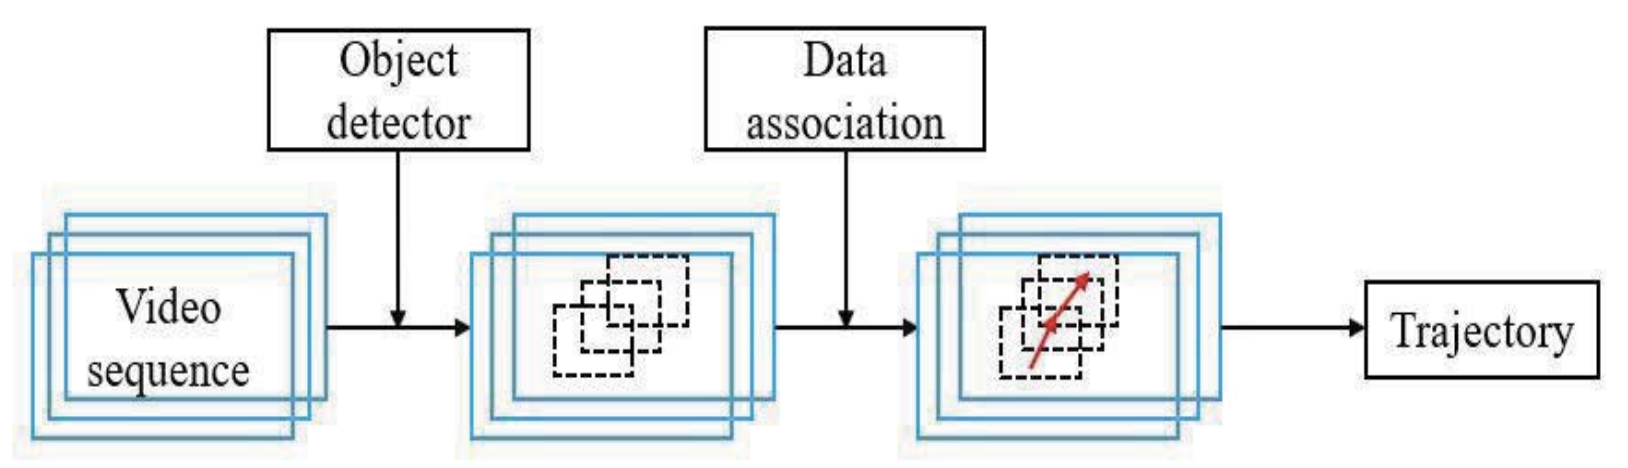 Object
detector
Data
association
Video
sequence
Trajectory